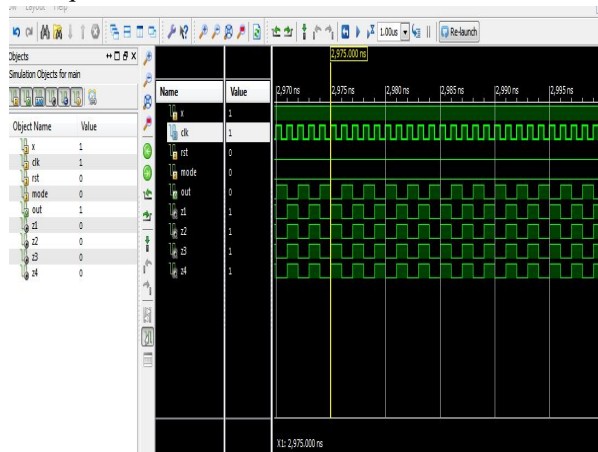 Layout Help
1.00us Re-launch
Objects
Simulation Objects for main
Object Name Value
x 1
clk 1
rst 0
mode 0
out 1
z1 0
z2 0
z3 0
z4 0
2,975.000 ns
Name Value
x 1
clk 1
rst 0
mode 0
out 0
z1 1
z2 1
z3 1
z4 1
2,970 ns 2,975 ns 2,980 ns 2,985 ns 2,990 ns 2,995 ns
X1: 2,975.000 ns